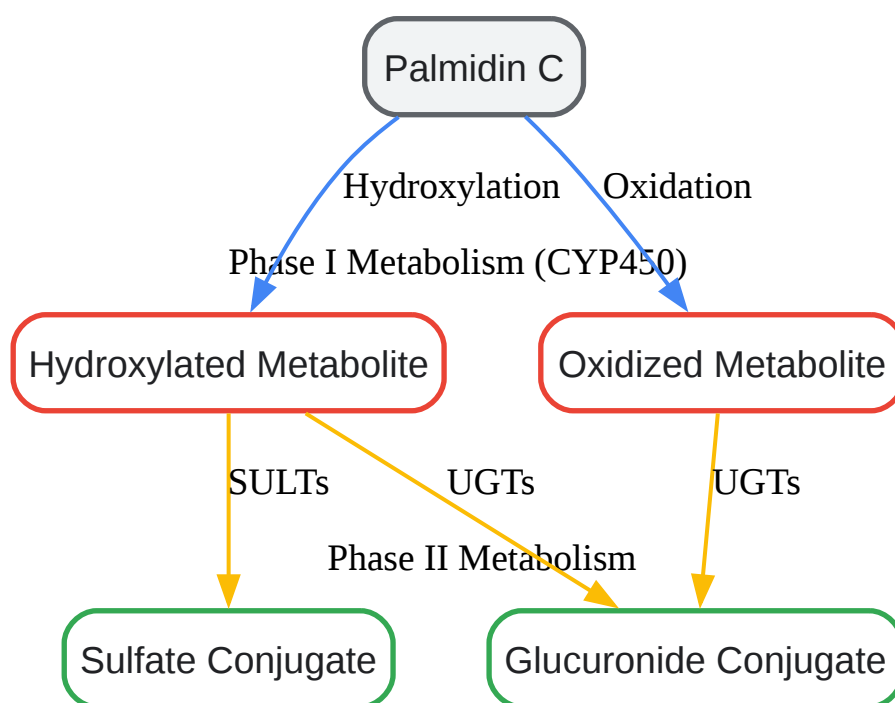 Palmidin C
Hydroxylation
Oxidation
Phase I Metabolism (CYP450)
Hydroxylated Metabolite
Oxidized Metabolite
SULTs
UGTs
UGTs
Phase II Metabolism
Sulfate Conjugate
Glucuronide Conjugate